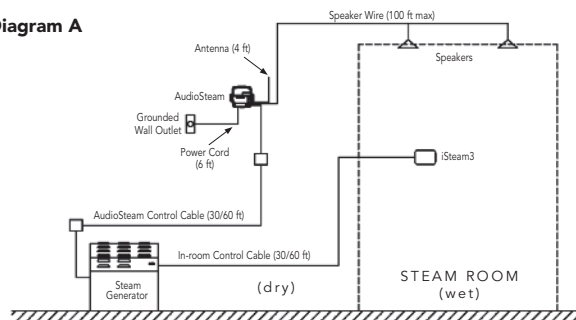 Diagram A
Speaker Wire (100 ft max)
Antenna (4 ft)
Speakers
AudioSteam
Grounded
Wall Outlet
Power Cord
(6 ft)
iSteam3
AudioSteam Control Cable (30/60 ft)
In-room Control Cable (30/60 ft)
Steam
Generator
(dry)
STEAM ROOM
(wet)